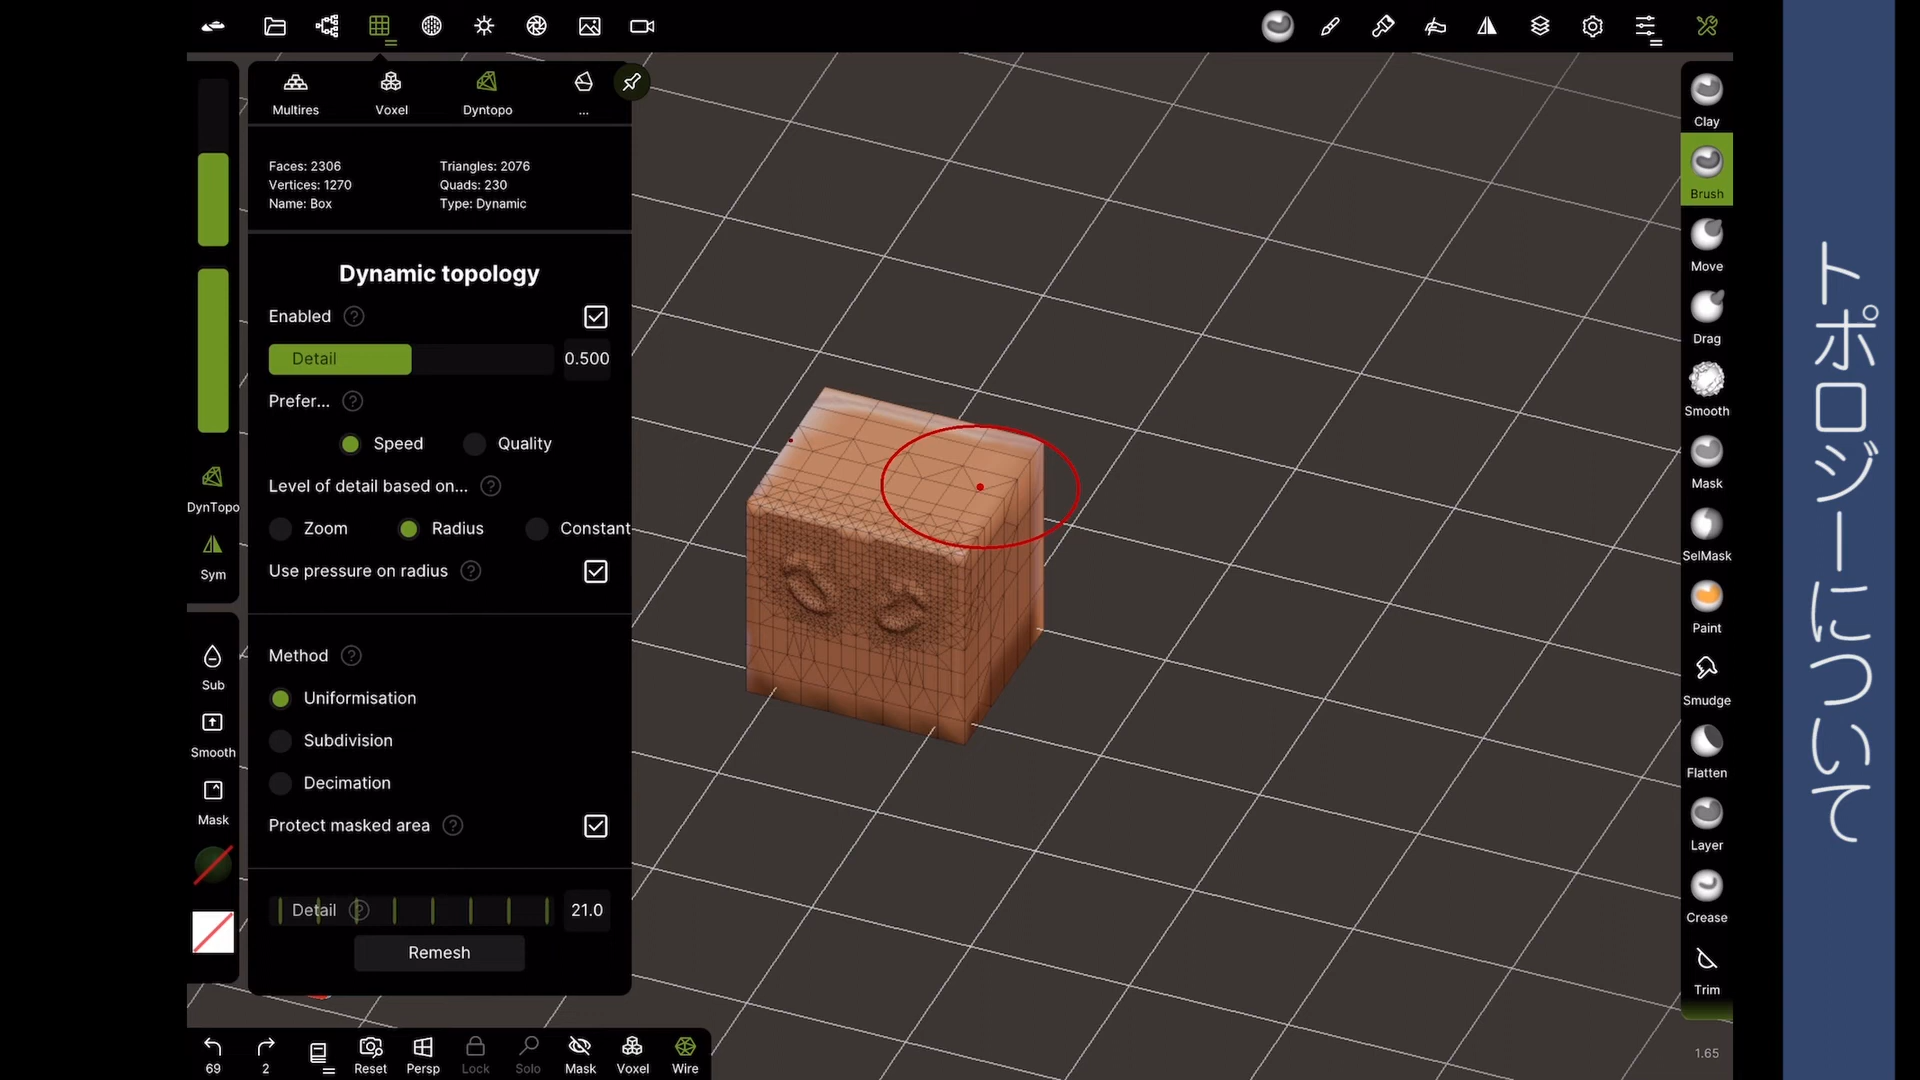 Multires
Voxel
Dyntopo
...
Faces: 2306
Triangles: 2076
Vertices: 1270
Quads: 230
Name: Box
Type: Dynamic
Dynamic topology
Enabled ?
Detail 0.500
Prefer... ?
Speed Quality
Level of detail based on... ?
Zoom Radius Constant
Use pressure on radius ?
Method ?
Uniformisation
Subdivision
Decimation
Protect masked area ?
Detail ? 21.0
Remesh
DynTopo
Sym
Sub
Smooth
Mask
69
2
Reset
Persp
Lock
Solo
Mask
Voxel
Wire
Clay
Brush
Move
Drag
Smooth
Mask
SelMask
Paint
Smudge
Flatten
Layer
Crease
Trim
1.65
トポロジーについて